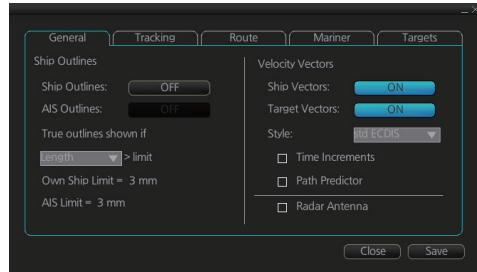 General Tracking Route Mariner Targets
Ship Outlines
Ship Outlines: OFF
AIS Outlines: OFF
True outlines shown if
Length > limit
Own Ship Limit = 3 mm
AIS Limit = 3 mm
Velocity Vectors
Ship Vectors: ON
Target Vectors: ON
Style: std ECDIS
Time Increments
Path Predictor
Radar Antenna
Close Save